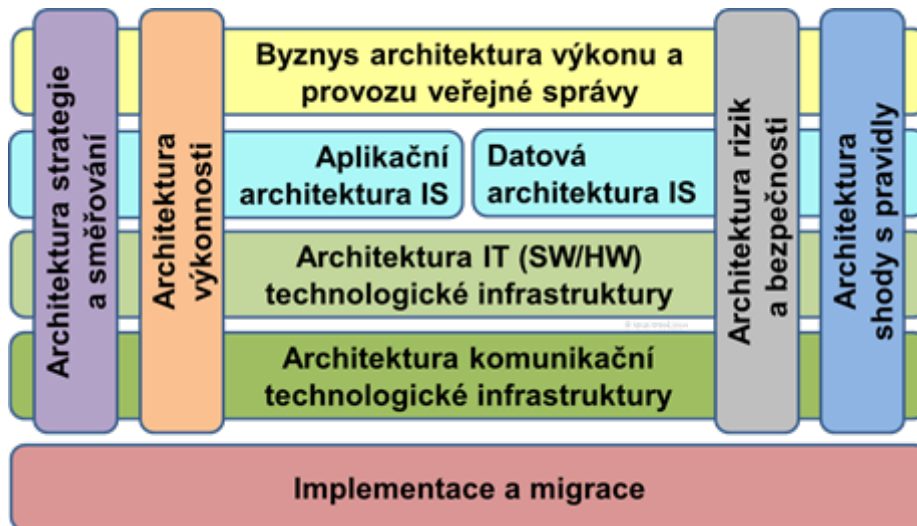 Byznys architektura výkonu a
provozu veřejné správy
Aplikační
architektura IS
Datová
architektura IS
Architektura IT (SW/HW)
technologické infrastruktury
Architektura komunikační
technologické infrastruktury
Architektura strategie
a směřování
Architektura
výkonnosti
Architektura rizik
a bezpečnosti
Architektura
shody s pravidly
Implementace a migrace